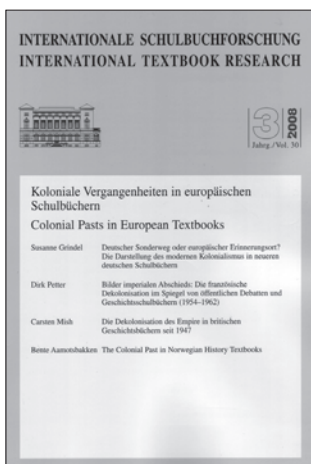 INTERNATIONALE SCHULBUCHFORSCHUNG
INTERNATIONAL TEXTBOOK RESEARCH
3 2008
Jahrg./Vol. 30
Koloniale Vergangenheiten in europäischen
Schulbüchern
Colonial Pasts in European Textbooks
Susanne Grindel Deutscher Sonderweg oder europäischer Erinnerungsort?
Die Darstellung des modernen Kolonialismus in neueren
deutschen Schulbüchern
Dirk Petter Bilder imperialen Abschieds: Die französische
Dekolonisation im Spiegel von öffentlichen Debatten und
Geschichtsschulbüchern (1954–1962)
Carsten Mish Die Dekolonisation des Empire in britischen
Geschichtsbüchern seit 1947
Bente Aamotsbakken The Colonial Past in Norwegian History Textbooks